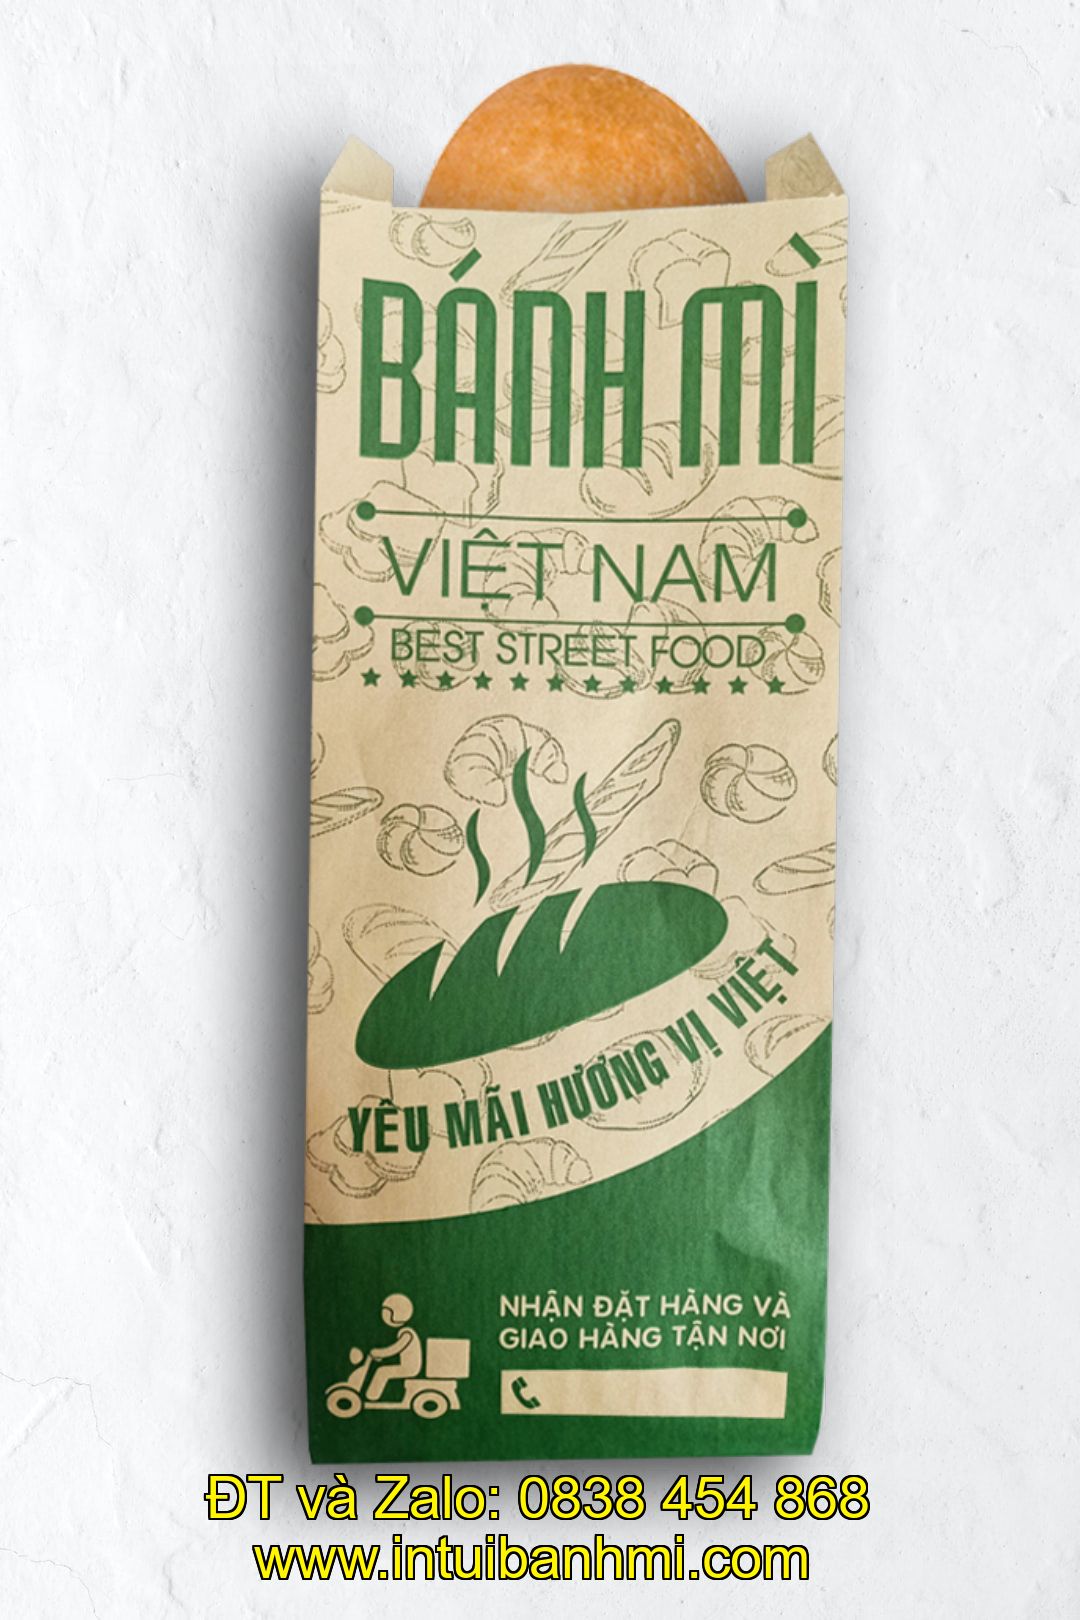 BÁNH MÌ
VIỆT NAM
BEST STREET FOOD
YÊU MÃI HƯƠNG VỊ VIỆT
NHẬN ĐẶT HÀNG VÀ
GIAO HÀNG TẬN NƠI
ĐT và Zalo: 0838 454 868
www.intuibanhmi.com